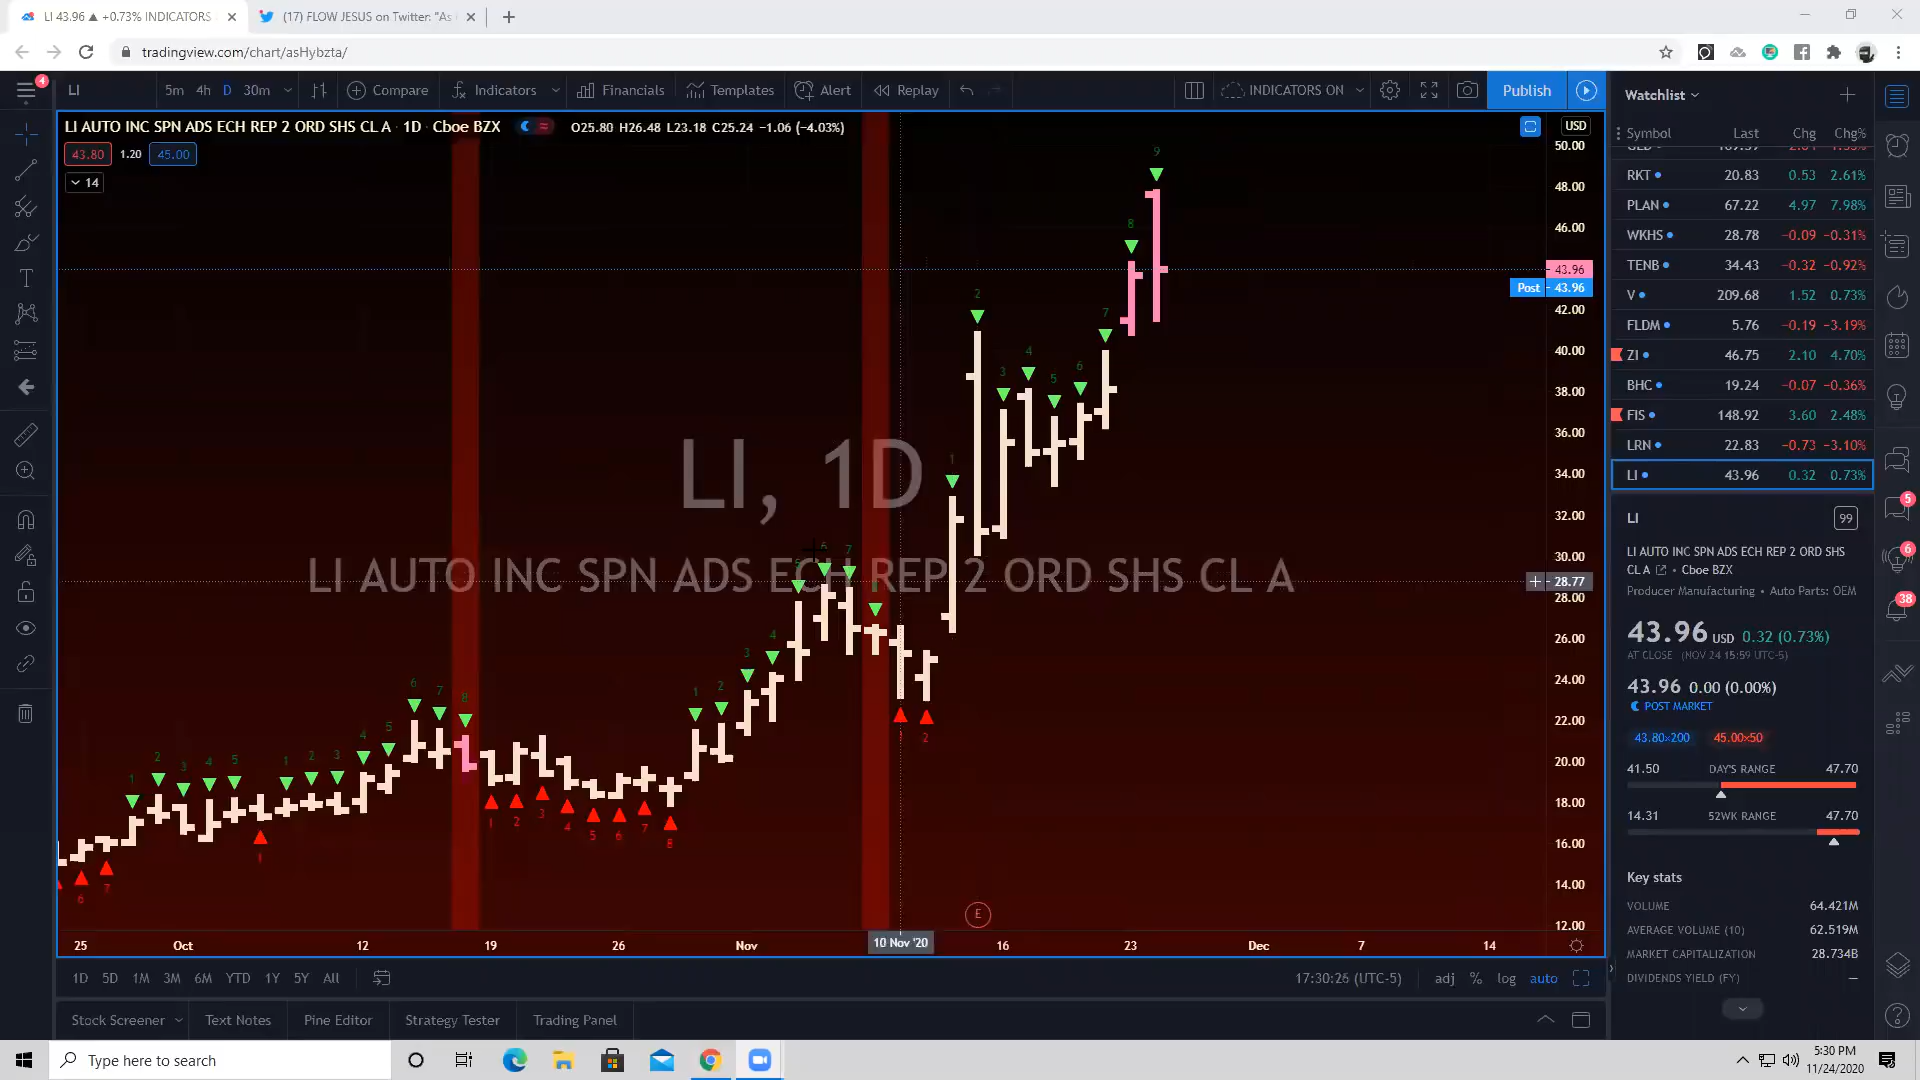 LI 43.96 ▲ +0.73% INDICATORS
(17) FLOW JESUS on Twitter: "As
tradingview.com/chart/asHybzta/
4
LI 5m 4h D 30m Compare Indicators Financials Templates Alert Replay INDICATORS ON Publish
LI AUTO INC SPN ADS ECH REP 2 ORD SHS CL A · 1D · Cboe BZX O25.80 H26.48 L23.18 C25.24 −1.06 (−4.03%)
43.80 1.20 45.00
14
LI, 1D
LI AUTO INC SPN ADS ECH REP 2 ORD SHS CL A
USD
50.00
48.00
46.00
43.96
Post 43.96
42.00
40.00
38.00
36.00
34.00
32.00
30.00
28.77
28.00
26.00
24.00
22.00
20.00
18.00
16.00
14.00
12.00
E
25 Oct 12 19 26 Nov 10 Nov '20 16 23 Dec 7 14
1D 5D 1M 3M 6M YTD 1Y 5Y All 17:30:26 (UTC-5) adj % log auto
Stock Screener Text Notes Pine Editor Strategy Tester Trading Panel
Watchlist
Symbol Last Chg Chg%
RKT 20.83 0.53 2.61%
PLAN 67.22 4.97 7.98%
WKHS 28.78 −0.09 −0.31%
TENB 34.43 −0.32 −0.92%
V 209.68 1.52 0.73%
FLDM 5.76 −0.19 −3.19%
ZI 46.75 2.10 4.70%
BHC 19.24 −0.07 −0.36%
FIS 148.92 3.60 2.48%
LRN 22.83 −0.73 −3.10%
LI 43.96 0.32 0.73%
LI 99
LI AUTO INC SPN ADS ECH REP 2 ORD SHS
CL A • Cboe BZX
Producer Manufacturing • Auto Parts: OEM
43.96 USD 0.32 (0.73%)
AT CLOSE (NOV 24 15:59 UTC-5)
43.96 0.00 (0.00%)
POST MARKET
43.80×200 45.00×50
41.50 DAY'S RANGE 47.70
14.31 52WK RANGE 47.70
Key stats
VOLUME 64.421M
AVERAGE VOLUME (10) 62.519M
MARKET CAPITALIZATION 28.734B
DIVIDENDS YIELD (FY) —
5
6
38
Type here to search
5:30 PM
11/24/2020